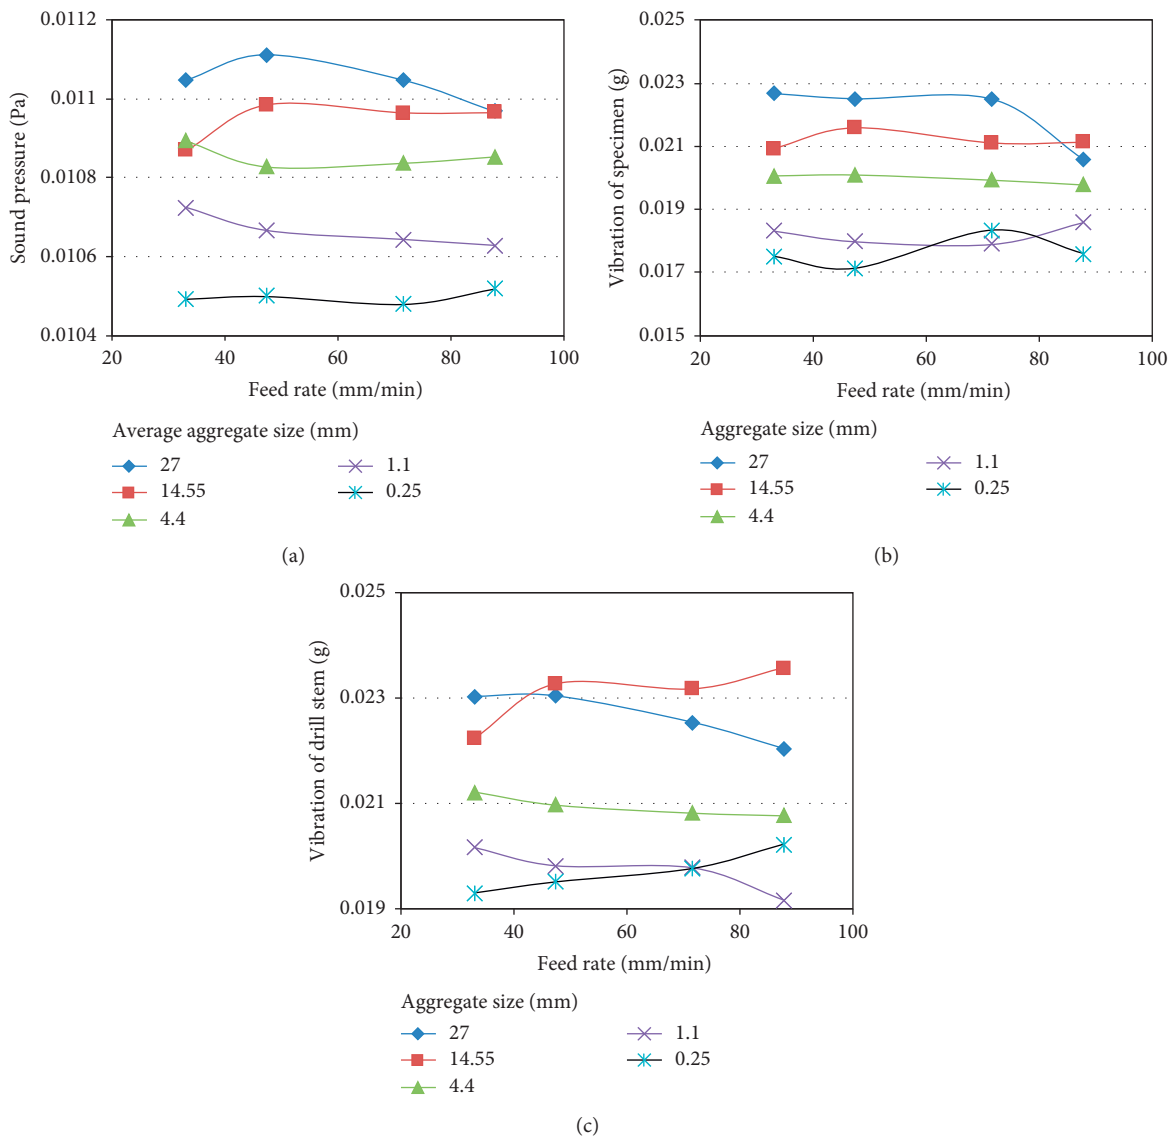 0.0112
0.011
0.0108
0.0106
0.0104
Sound pressure (Pa)
20 40 60 80 100
Feed rate (mm/min)
Average aggregate size (mm)
27 1.1
14.55 0.25
4.4
(a)
0.025
0.023
0.021
0.019
0.017
0.015
Vibration of specimen (g)
20 40 60 80 100
Feed rate (mm/min)
Aggregate size (mm)
27 1.1
14.55 0.25
4.4
(b)
0.025
0.023
0.021
0.019
Vibration of drill stem (g)
20 40 60 80 100
Feed rate (mm/min)
Aggregate size (mm)
27 1.1
14.55 0.25
4.4
(c)